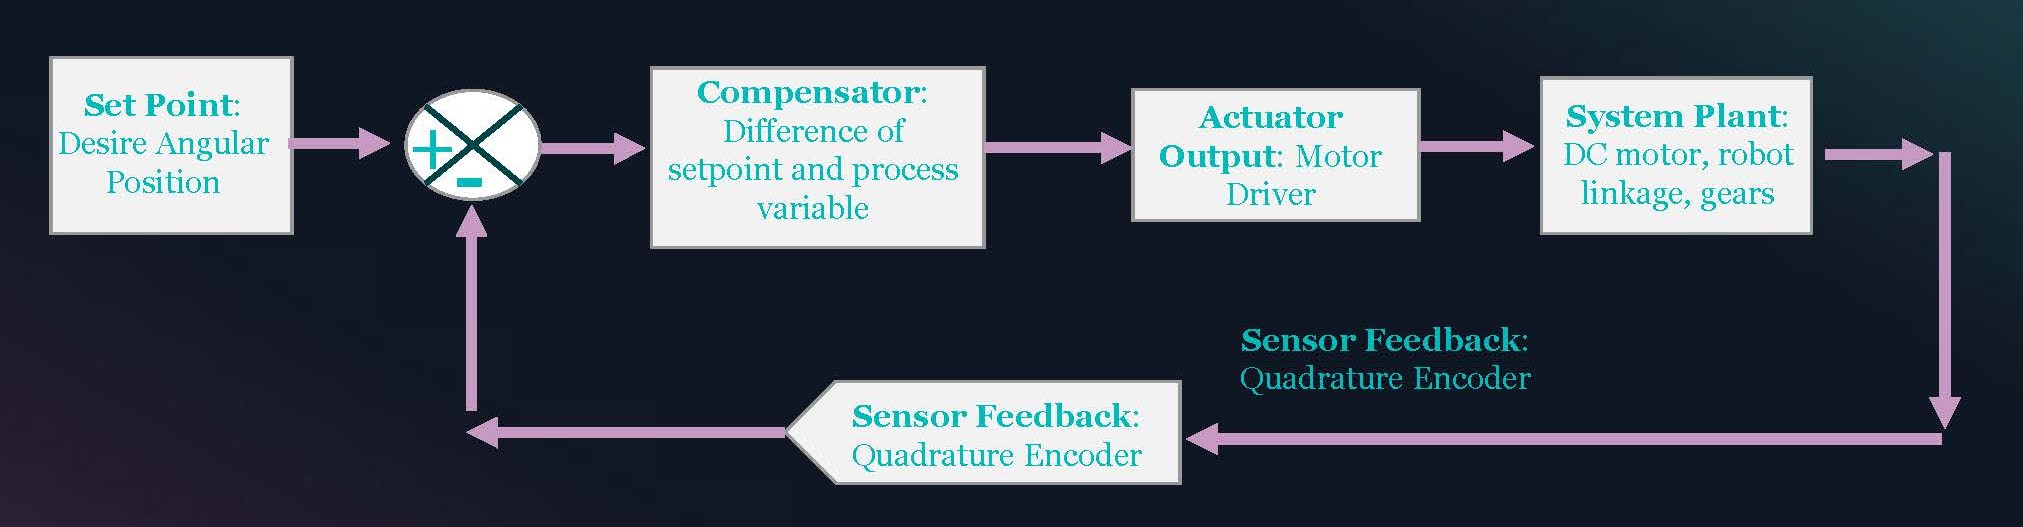 Set Point:
Desire Angular
Position
+
-
Compensator:
Difference of
setpoint and process
variable
Actuator
Output: Motor
Driver
System Plant:
DC motor, robot
linkage, gears
Sensor Feedback:
Quadrature Encoder
Sensor Feedback:
Quadrature Encoder